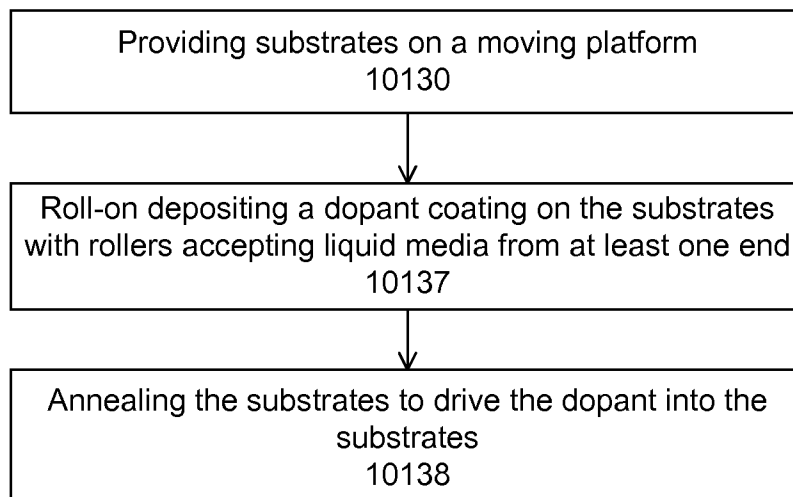 Providing substrates on a moving platform
10130
Roll-on depositing a dopant coating on the substrates
with rollers accepting liquid media from at least one end
10137
Annealing the substrates to drive the dopant into the
substrates
10138